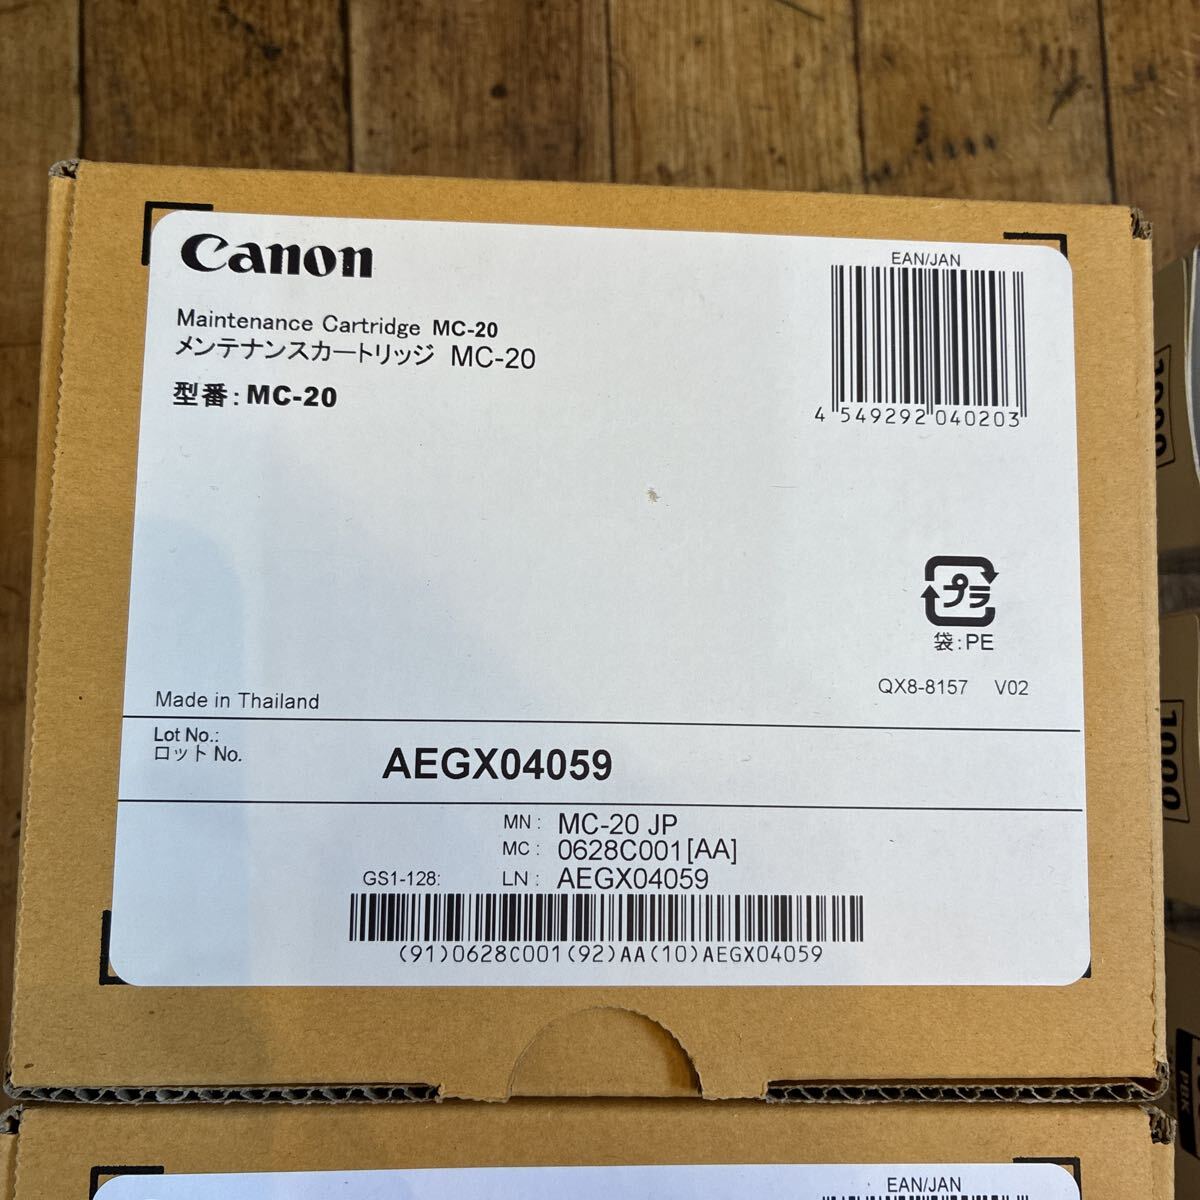 Canon
EAN/JAN
Maintenance Cartridge MC-20
メンテナンスカートリッジ MC-20
型番: MC-20
4 549292 040203
プラ
袋:PE
QX8-8157 V02
Made in Thailand
Lot No.:
ロット No.
AEGX04059
MN: MC-20 JP
MC: 0628C001[AA]
GS1-128: LN: AEGX04059
(91)0628C001(92)AA(10)AEGX04059
EAN/JAN
1000
PBK